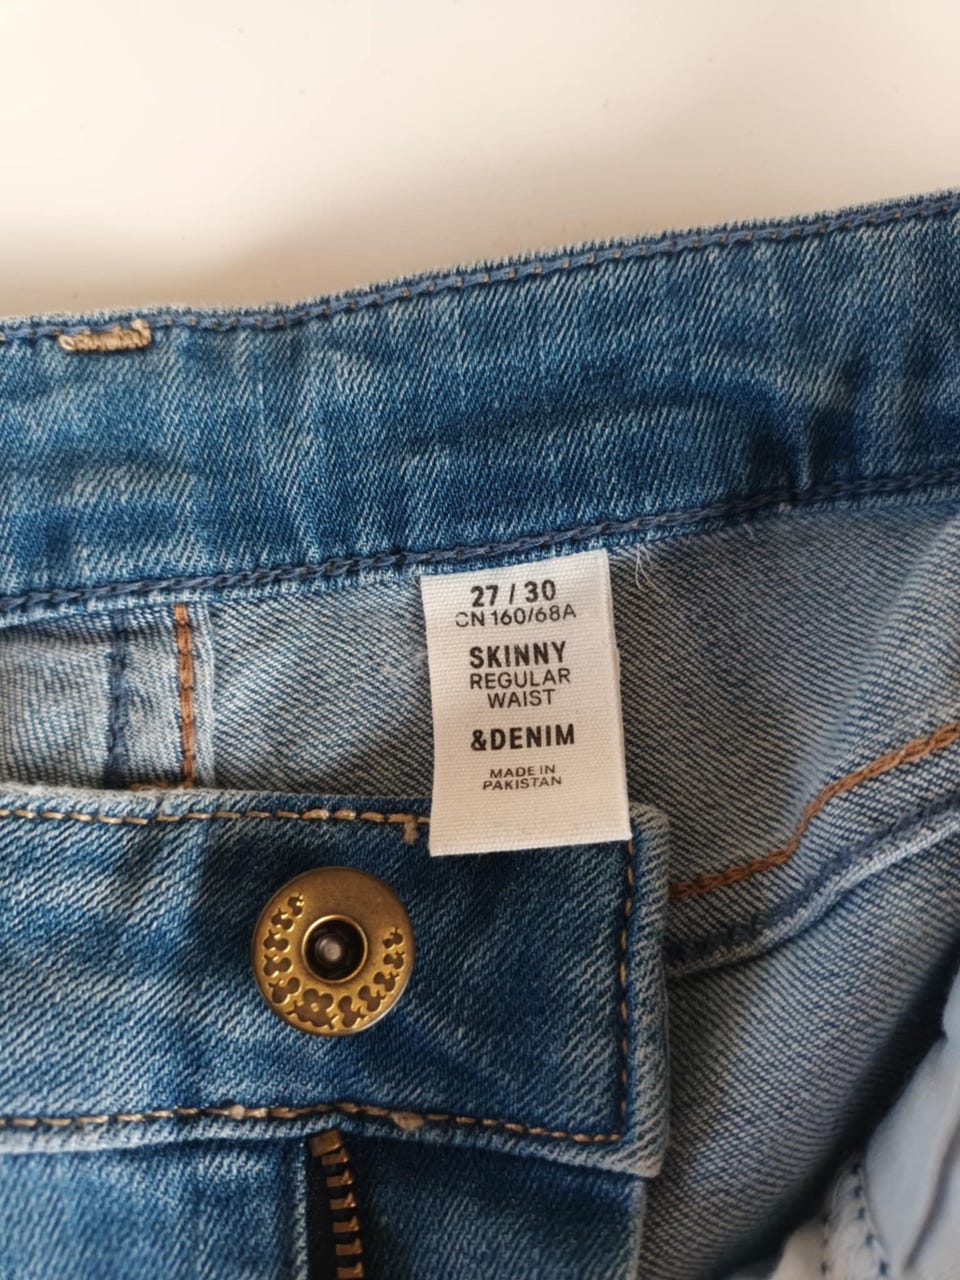 27 / 30
CN 160/68A
SKINNY
REGULAR
WAIST
&DENIM
MADE IN
PAKISTAN